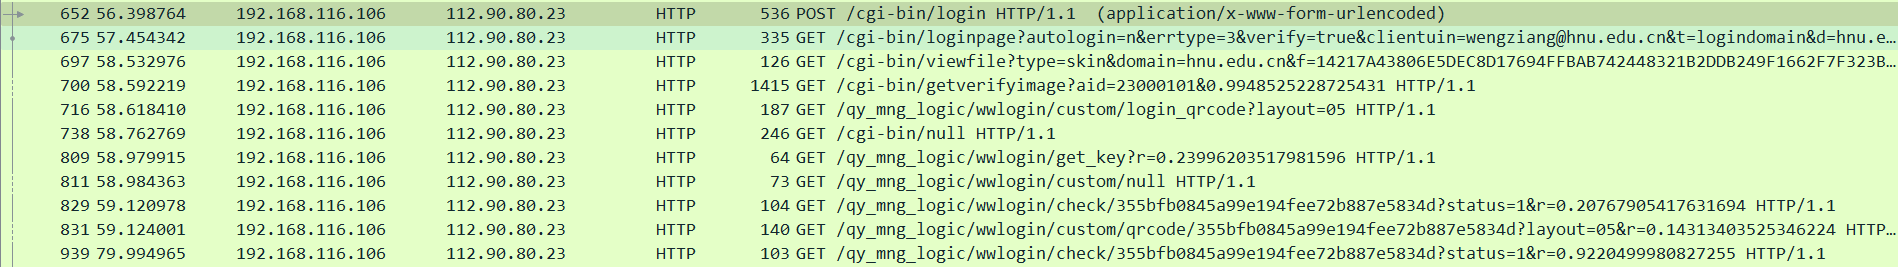 652 56.398764 192.168.116.106 112.90.80.23 HTTP 536 POST /cgi-bin/login HTTP/1.1 (application/x-www-form-urlencoded)
675 57.454342 192.168.116.106 112.90.80.23 HTTP 335 GET /cgi-bin/loginpage?autologin=n&errtype=3&verify=true&clientuin=wengziang@hnu.edu.cn&t=logindomain&d=hnu.e…
697 58.532976 192.168.116.106 112.90.80.23 HTTP 126 GET /cgi-bin/viewfile?type=skin&domain=hnu.edu.cn&f=14217A43806E5DEC8D17694FFBAB742448321B2DDB249F1662F7F323B…
700 58.592219 192.168.116.106 112.90.80.23 HTTP 1415 GET /cgi-bin/getverifyimage?aid=23000101&0.9948525228725431 HTTP/1.1
716 58.618410 192.168.116.106 112.90.80.23 HTTP 187 GET /qy_mng_logic/wwlogin/custom/login_qrcode?layout=05 HTTP/1.1
738 58.762769 192.168.116.106 112.90.80.23 HTTP 246 GET /cgi-bin/null HTTP/1.1
809 58.979915 192.168.116.106 112.90.80.23 HTTP 64 GET /qy_mng_logic/wwlogin/get_key?r=0.23996203517981596 HTTP/1.1
811 58.984363 192.168.116.106 112.90.80.23 HTTP 73 GET /qy_mng_logic/wwlogin/custom/null HTTP/1.1
829 59.120978 192.168.116.106 112.90.80.23 HTTP 104 GET /qy_mng_logic/wwlogin/check/355bfb0845a99e194fee72b887e5834d?status=1&r=0.20767905417631694 HTTP/1.1
831 59.124001 192.168.116.106 112.90.80.23 HTTP 140 GET /qy_mng_logic/wwlogin/custom/qrcode/355bfb0845a99e194fee72b887e5834d?layout=05&r=0.14313403525346224 HTTP…
939 79.994965 192.168.116.106 112.90.80.23 HTTP 103 GET /qy_mng_logic/wwlogin/check/355bfb0845a99e194fee72b887e5834d?status=1&r=0.9220499980827255 HTTP/1.1